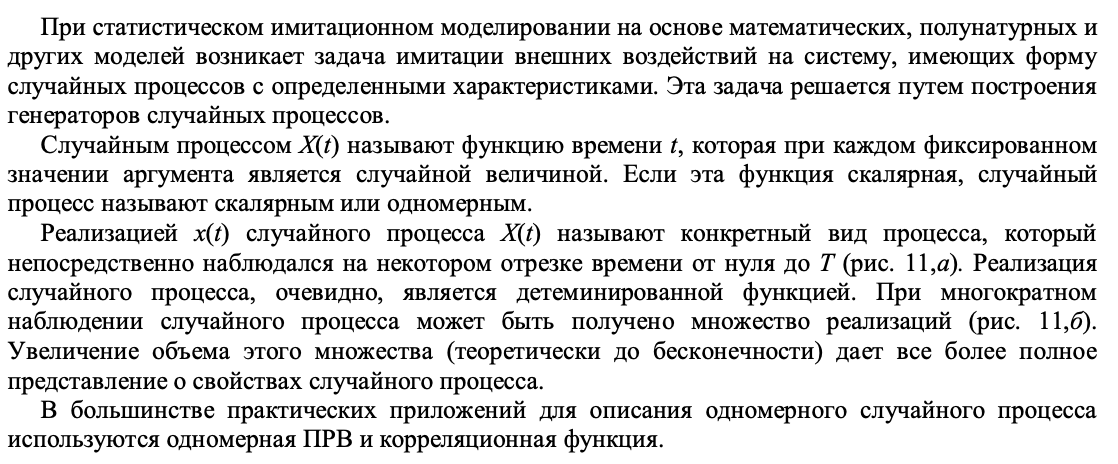 При статистическом имитационном моделировании на основе математических, полунатурных и
других моделей возникает задача имитации внешних воздействий на систему, имеющих форму
случайных процессов с определенными характеристиками. Эта задача решается путем построения
генераторов случайных процессов.
Случайным процессом X(t) называют функцию времени t, которая при каждом фиксированном
значении аргумента является случайной величиной. Если эта функция скалярная, случайный
процесс называют скалярным или одномерным.
Реализацией x(t) случайного процесса X(t) называют конкретный вид процесса, который
непосредственно наблюдался на некотором отрезке времени от нуля до T (рис. 11,а). Реализация
случайного процесса, очевидно, является детеминированной функцией. При многократном
наблюдении случайного процесса может быть получено множество реализаций (рис. 11,б).
Увеличение объема этого множества (теоретически до бесконечности) дает все более полное
представление о свойствах случайного процесса.
В большинстве практических приложений для описания одномерного случайного процесса
используются одномерная ПРВ и корреляционная функция.